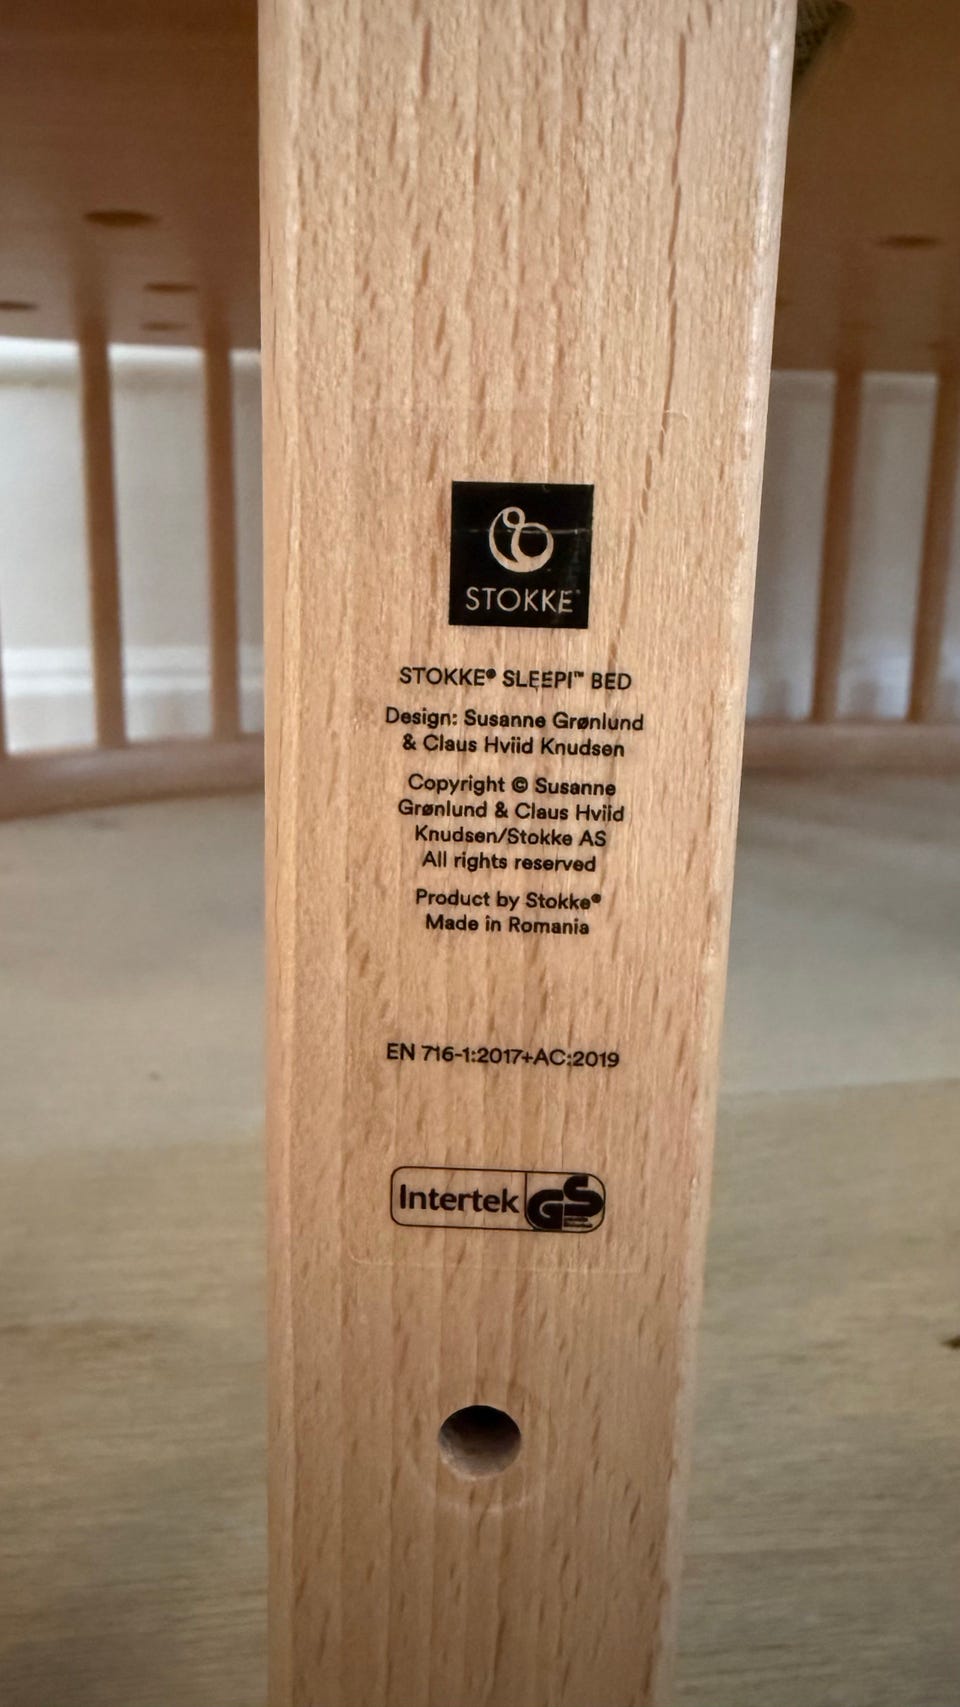 STOKKE
STOKKE® SLEEPI™ BED
Design: Susanne Grønlund
& Claus Hviid Knudsen
Copyright © Susanne
Grønlund & Claus Hviid
Knudsen/Stokke AS
All rights reserved
Product by Stokke®
Made in Romania
EN 716-1:2017+AC:2019
Intertek GS